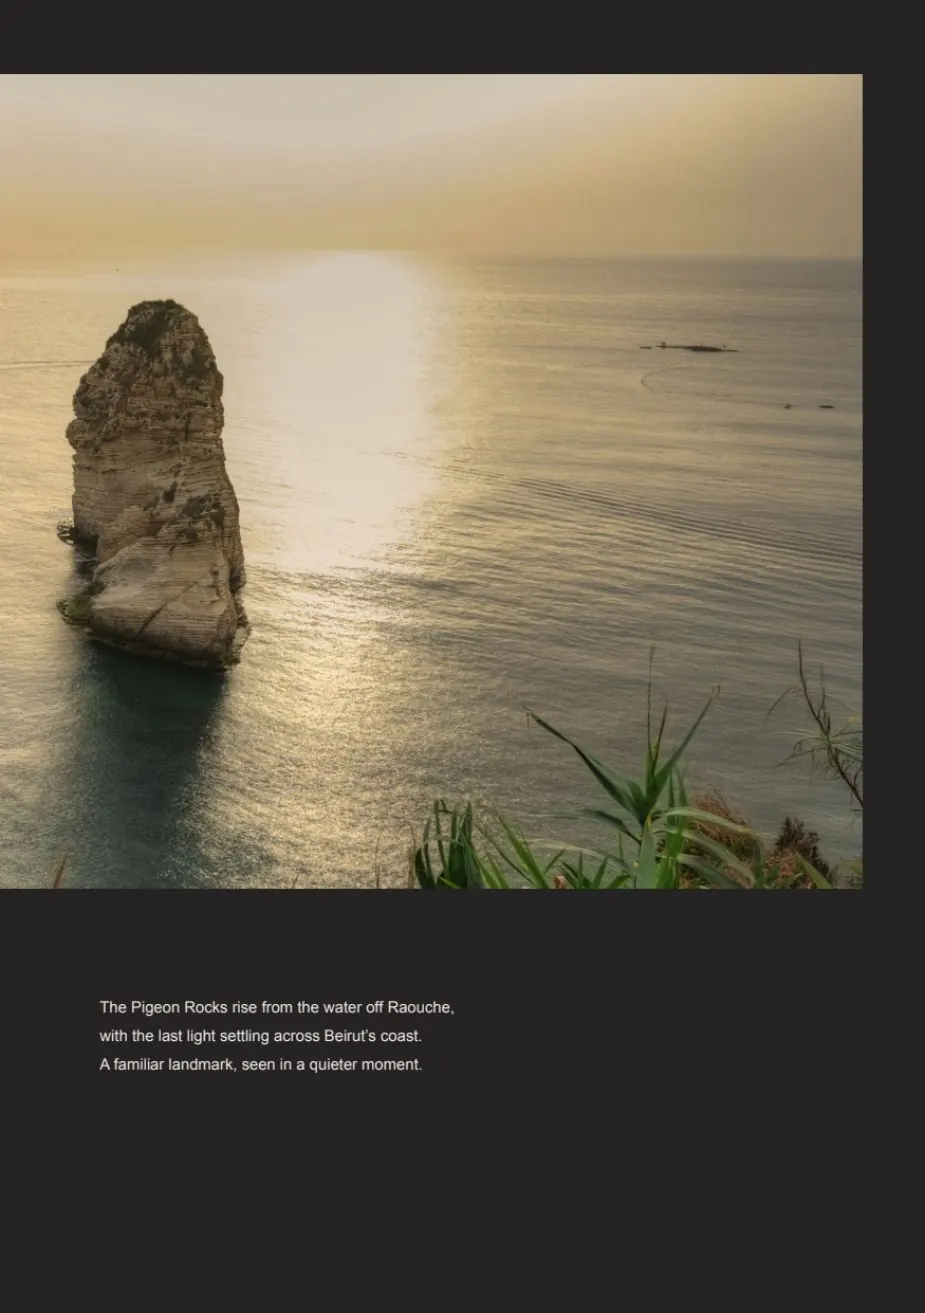 The Pigeon Rocks rise from the water off Raouche,
with the last light settling across Beirut’s coast.
A familiar landmark, seen in a quieter moment.